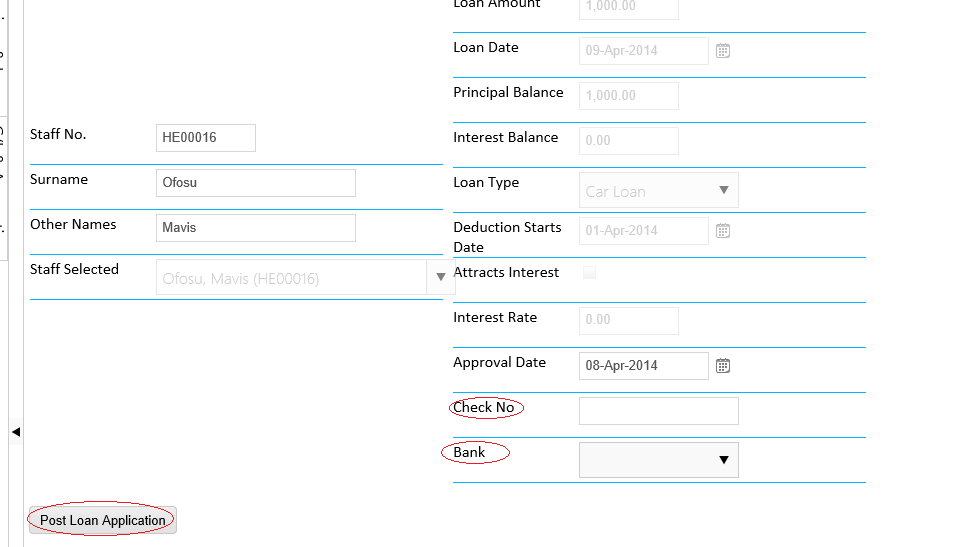 Loan Amount 1,000.00
Loan Date 09-Apr-2014
Principal Balance 1,000.00
Interest Balance 0.00
Loan Type Car Loan
Deduction Starts Date 01-Apr-2014
Attracts Interest
Interest Rate 0.00
Approval Date 08-Apr-2014
Check No
Bank
Staff No. HE00016
Surname Ofosu
Other Names Mavis
Staff Selected Ofosu, Mavis (HE00016)
Post Loan Application